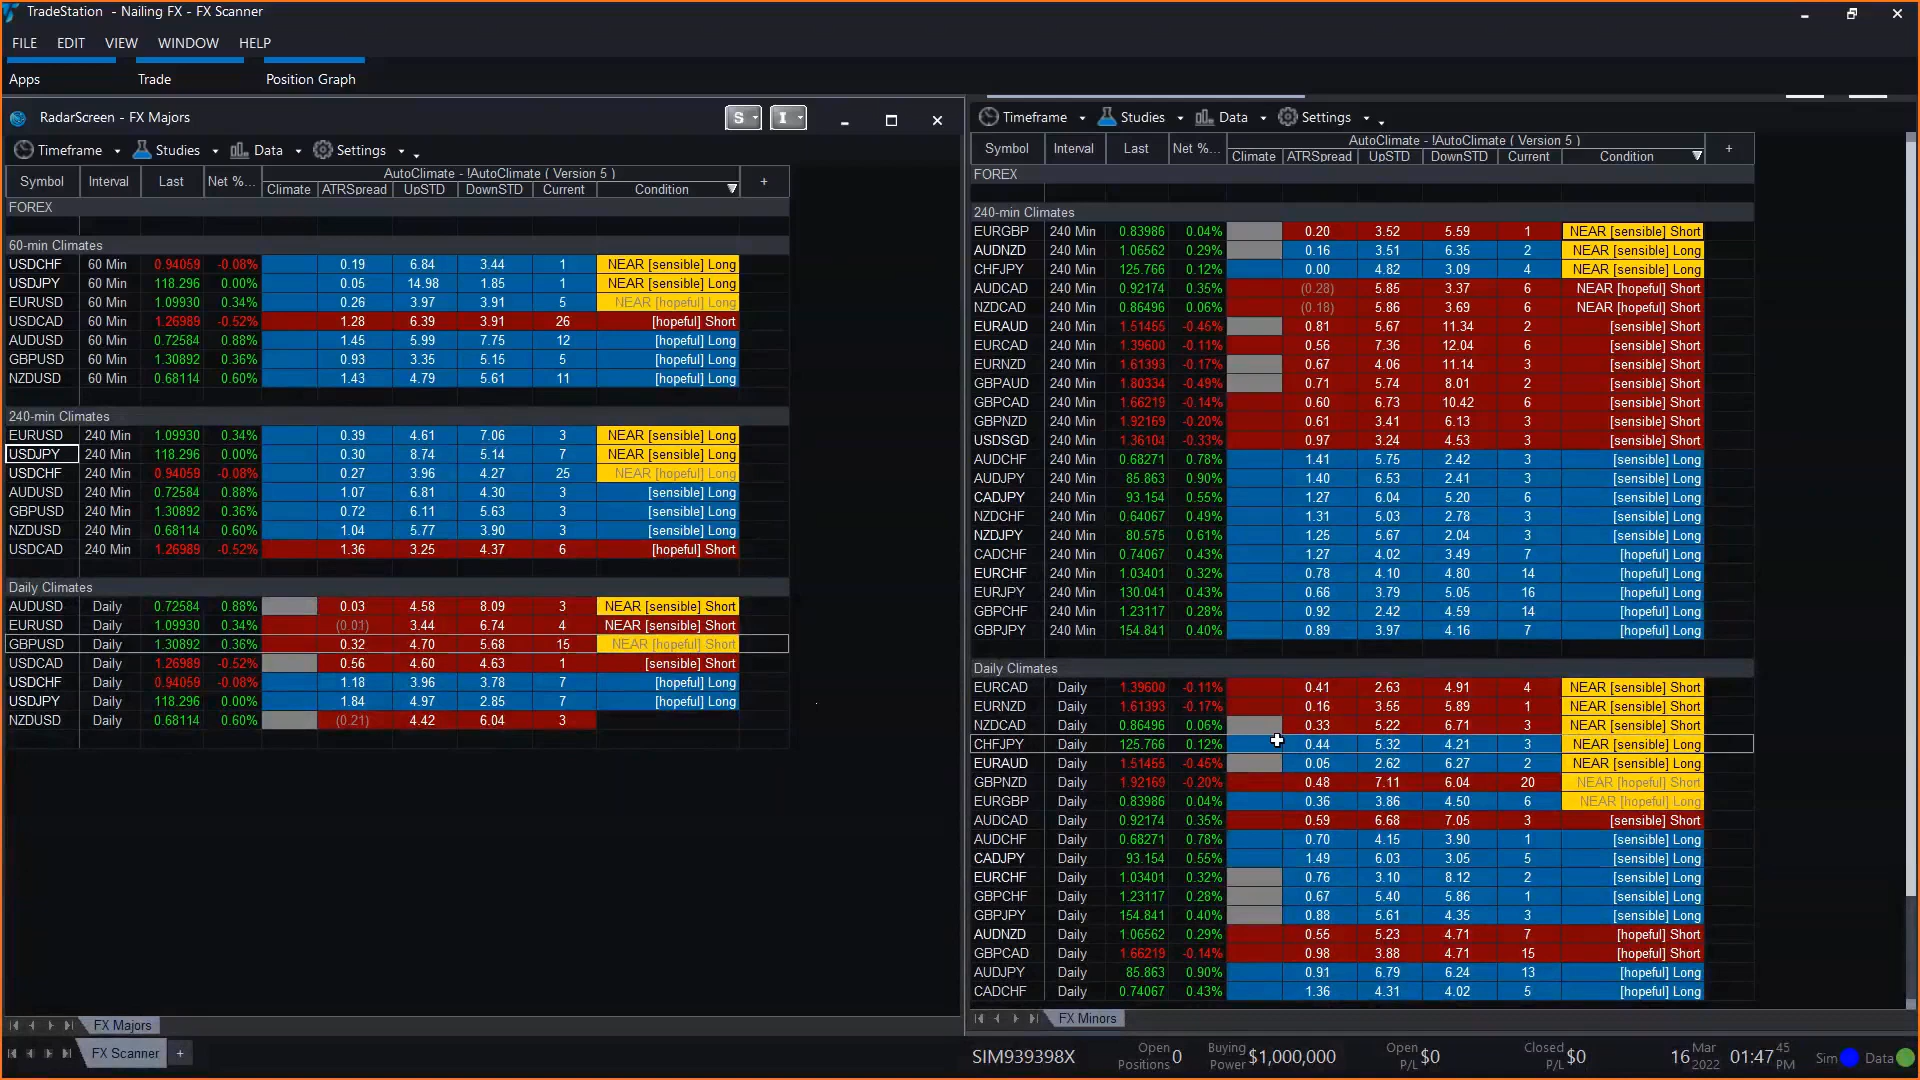 TradeStation - Nailing FX - FX Scanner
FILE EDIT VIEW WINDOW HELP
Apps Trade Position Graph
RadarScreen - FX Majors S I
Timeframe Studies Data Settings
Symbol Interval Last Net %... AutoClimate - !AutoClimate ( Version 5 ) +
Climate ATRSpread UpSTD DownSTD Current Condition
FOREX
60-min Climates
USDCHF 60 Min 0.94059 -0.08% 0.19 6.84 3.44 1 NEAR [sensible] Long
USDJPY 60 Min 118.296 0.00% 0.05 14.98 1.85 1 NEAR [sensible] Long
EURUSD 60 Min 1.09930 0.34% 0.26 3.97 3.91 5 NEAR [hopeful] Long
USDCAD 60 Min 1.26989 -0.52% 1.28 6.39 3.91 26 [hopeful] Short
AUDUSD 60 Min 0.72584 0.88% 1.45 5.99 7.75 12 [hopeful] Long
GBPUSD 60 Min 1.30892 0.36% 0.93 3.35 5.15 5 [hopeful] Long
NZDUSD 60 Min 0.68114 0.60% 1.43 4.79 5.61 11 [hopeful] Long
240-min Climates
EURUSD 240 Min 1.09930 0.34% 0.39 4.61 7.06 3 NEAR [sensible] Long
USDJPY 240 Min 118.296 0.00% 0.30 8.74 5.14 7 NEAR [sensible] Long
USDCHF 240 Min 0.94059 -0.08% 0.27 3.96 4.27 25 NEAR [hopeful] Long
AUDUSD 240 Min 0.72584 0.88% 1.07 6.81 4.30 3 [sensible] Long
GBPUSD 240 Min 1.30892 0.36% 0.72 6.11 5.63 3 [sensible] Long
NZDUSD 240 Min 0.68114 0.60% 1.04 5.77 3.90 3 [sensible] Long
USDCAD 240 Min 1.26989 -0.52% 1.36 3.25 4.37 6 [hopeful] Short
Daily Climates
AUDUSD Daily 0.72584 0.88% 0.03 4.58 8.09 3 NEAR [sensible] Short
EURUSD Daily 1.09930 0.34% (0.01) 3.44 6.74 4 NEAR [sensible] Short
GBPUSD Daily 1.30892 0.36% 0.32 4.70 5.68 15 NEAR [hopeful] Short
USDCAD Daily 1.26989 -0.52% 0.56 4.60 4.63 1 [sensible] Short
USDCHF Daily 0.94059 -0.08% 1.18 3.96 3.78 7 [hopeful] Long
USDJPY Daily 118.296 0.00% 1.84 4.97 2.85 7 [hopeful] Long
NZDUSD Daily 0.68114 0.60% (0.21) 4.42 6.04 3
FX Majors
FX Scanner +
Timeframe Studies Data Settings
Symbol Interval Last Net %... AutoClimate - !AutoClimate ( Version 5 ) +
Climate ATRSpread UpSTD DownSTD Current Condition
FOREX
240-min Climates
EURGBP 240 Min 0.83986 0.04% 0.20 3.52 5.59 1 NEAR [sensible] Short
AUDNZD 240 Min 1.06562 0.29% 0.16 3.51 6.35 2 NEAR [sensible] Long
CHFJPY 240 Min 125.766 0.12% 0.00 4.82 3.09 4 NEAR [sensible] Long
AUDCAD 240 Min 0.92174 0.35% (0.28) 5.85 3.37 6 NEAR [hopeful] Short
NZDCAD 240 Min 0.86496 0.06% (0.18) 5.86 3.69 6 NEAR [hopeful] Short
EURAUD 240 Min 1.51455 -0.46% 0.81 5.67 11.34 2 [sensible] Short
EURCAD 240 Min 1.39600 -0.11% 0.56 7.36 12.04 6 [sensible] Short
EURNZD 240 Min 1.61393 -0.17% 0.67 4.06 11.14 3 [sensible] Short
GBPAUD 240 Min 1.80334 -0.49% 0.71 5.74 8.01 2 [sensible] Short
GBPCAD 240 Min 1.66219 -0.14% 0.60 6.73 10.42 6 [sensible] Short
GBPNZD 240 Min 1.92169 -0.20% 0.61 3.41 6.13 3 [sensible] Short
USDSGD 240 Min 1.36104 -0.33% 0.97 3.24 4.53 3 [sensible] Short
AUDCHF 240 Min 0.68271 0.78% 1.41 5.75 2.42 3 [sensible] Long
AUDJPY 240 Min 85.863 0.90% 1.40 6.53 2.41 3 [sensible] Long
CADJPY 240 Min 93.154 0.55% 1.27 6.04 5.20 6 [sensible] Long
NZDCHF 240 Min 0.64067 0.49% 1.31 5.03 2.78 3 [sensible] Long
NZDJPY 240 Min 80.575 0.61% 1.25 5.67 2.04 3 [sensible] Long
CADCHF 240 Min 0.74067 0.43% 1.27 4.02 3.49 7 [hopeful] Long
EURCHF 240 Min 1.03401 0.32% 0.78 4.10 4.80 14 [hopeful] Long
EURJPY 240 Min 130.041 0.43% 0.66 3.79 5.05 16 [hopeful] Long
GBPCHF 240 Min 1.23117 0.28% 0.92 2.42 4.59 14 [hopeful] Long
GBPJPY 240 Min 154.841 0.40% 0.89 3.97 4.16 7 [hopeful] Long
Daily Climates
EURCAD Daily 1.39600 -0.11% 0.41 2.63 4.91 4 NEAR [sensible] Short
EURNZD Daily 1.61393 -0.17% 0.16 3.55 5.89 1 NEAR [sensible] Short
NZDCAD Daily 0.86496 0.06% 0.33 5.22 6.71 3 NEAR [sensible] Short
CHFJPY Daily 125.766 0.12% 0.44 5.32 4.21 3 NEAR [sensible] Long
EURAUD Daily 1.51455 -0.46% 0.05 2.62 6.27 2 NEAR [sensible] Long
GBPNZD Daily 1.92169 -0.20% 0.48 7.11 6.04 20 NEAR [hopeful] Short
EURGBP Daily 0.83986 0.04% 0.36 3.86 4.50 6 NEAR [hopeful] Long
AUDCAD Daily 0.92174 0.35% 0.59 6.68 7.05 3 [sensible] Short
AUDCHF Daily 0.68271 0.78% 0.70 4.15 3.90 1 [sensible] Long
CADJPY Daily 93.154 0.55% 1.49 6.03 3.05 5 [sensible] Long
EURCHF Daily 1.03401 0.32% 0.76 3.10 8.12 2 [sensible] Long
GBPCHF Daily 1.23117 0.28% 0.67 5.40 5.86 1 [sensible] Long
GBPJPY Daily 154.841 0.40% 0.88 5.61 4.35 3 [sensible] Long
AUDNZD Daily 1.06562 0.29% 0.55 5.23 4.71 7 [hopeful] Short
GBPCAD Daily 1.66219 -0.14% 0.98 3.88 4.71 15 [hopeful] Short
AUDJPY Daily 85.863 0.90% 0.91 6.79 6.24 13 [hopeful] Long
CADCHF Daily 0.74067 0.43% 1.36 4.31 4.02 5 [hopeful] Long
FX Minors
SIM939398X Open Positions 0 Buying Power $1,000,000 Open P/L $0 Closed P/L $0 16 Mar 2022 01:47 45 PM Sim Data